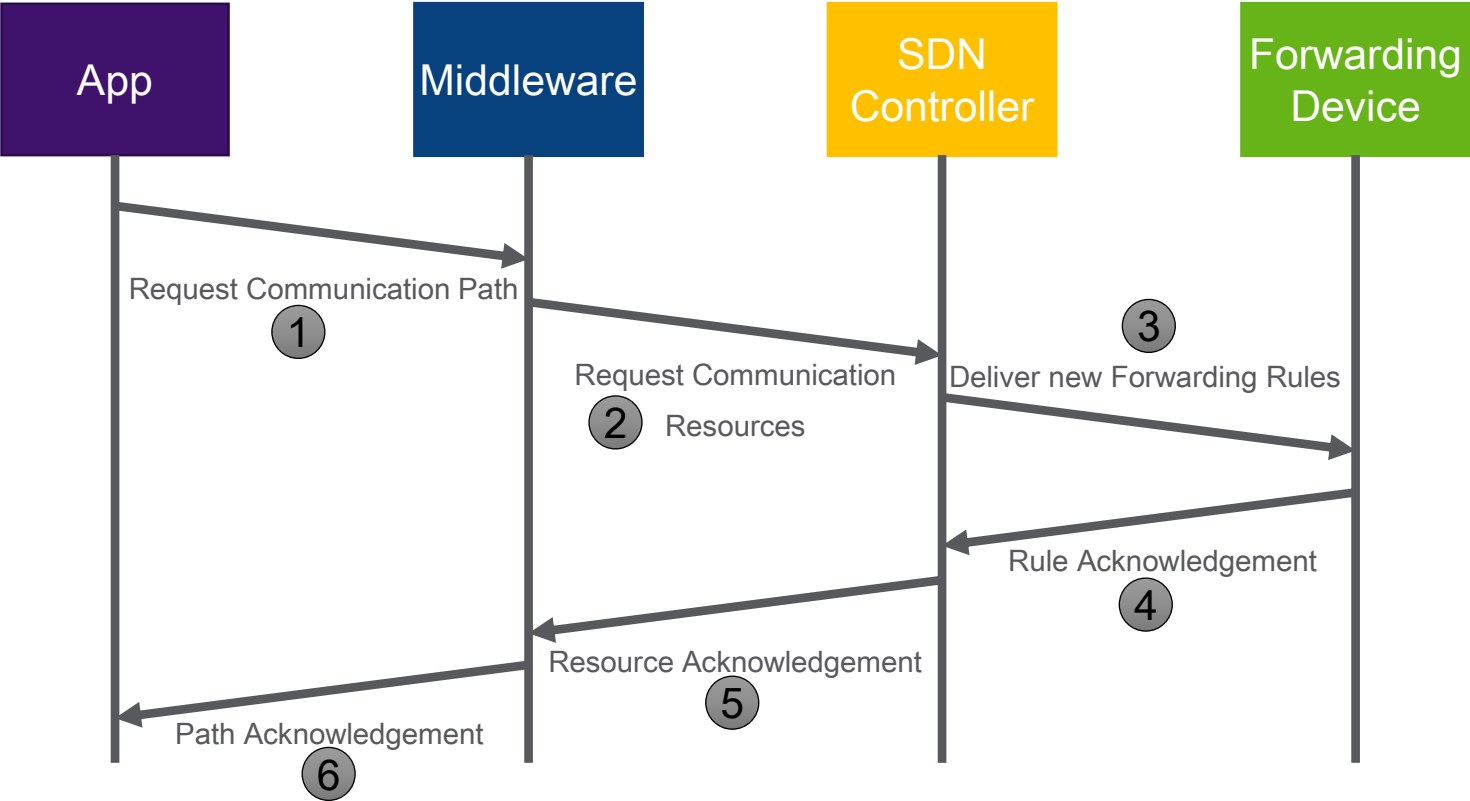 App
Middleware
SDN
Controller
Forwarding
Device
Request Communication Path
1
Request Communication
2 Resources
3
Deliver new Forwarding Rules
Rule Acknowledgement
4
Resource Acknowledgement
5
Path Acknowledgement
6